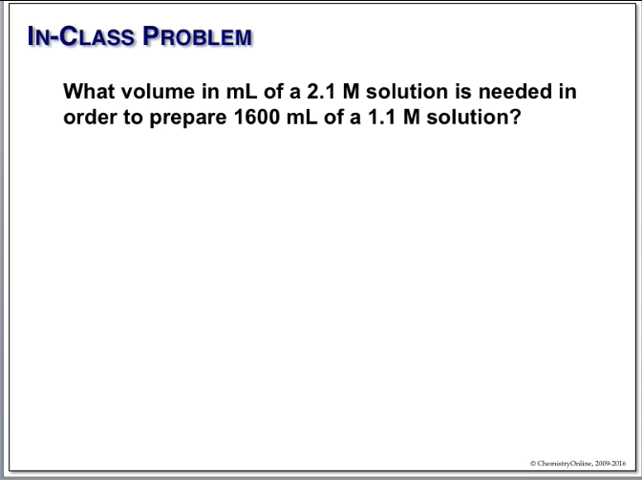 IN-CLASS PROBLEM
What volume in mL of a 2.1 M solution is needed in
order to prepare 1600 mL of a 1.1 M solution?
© ChemistryOnline, 2009-2016